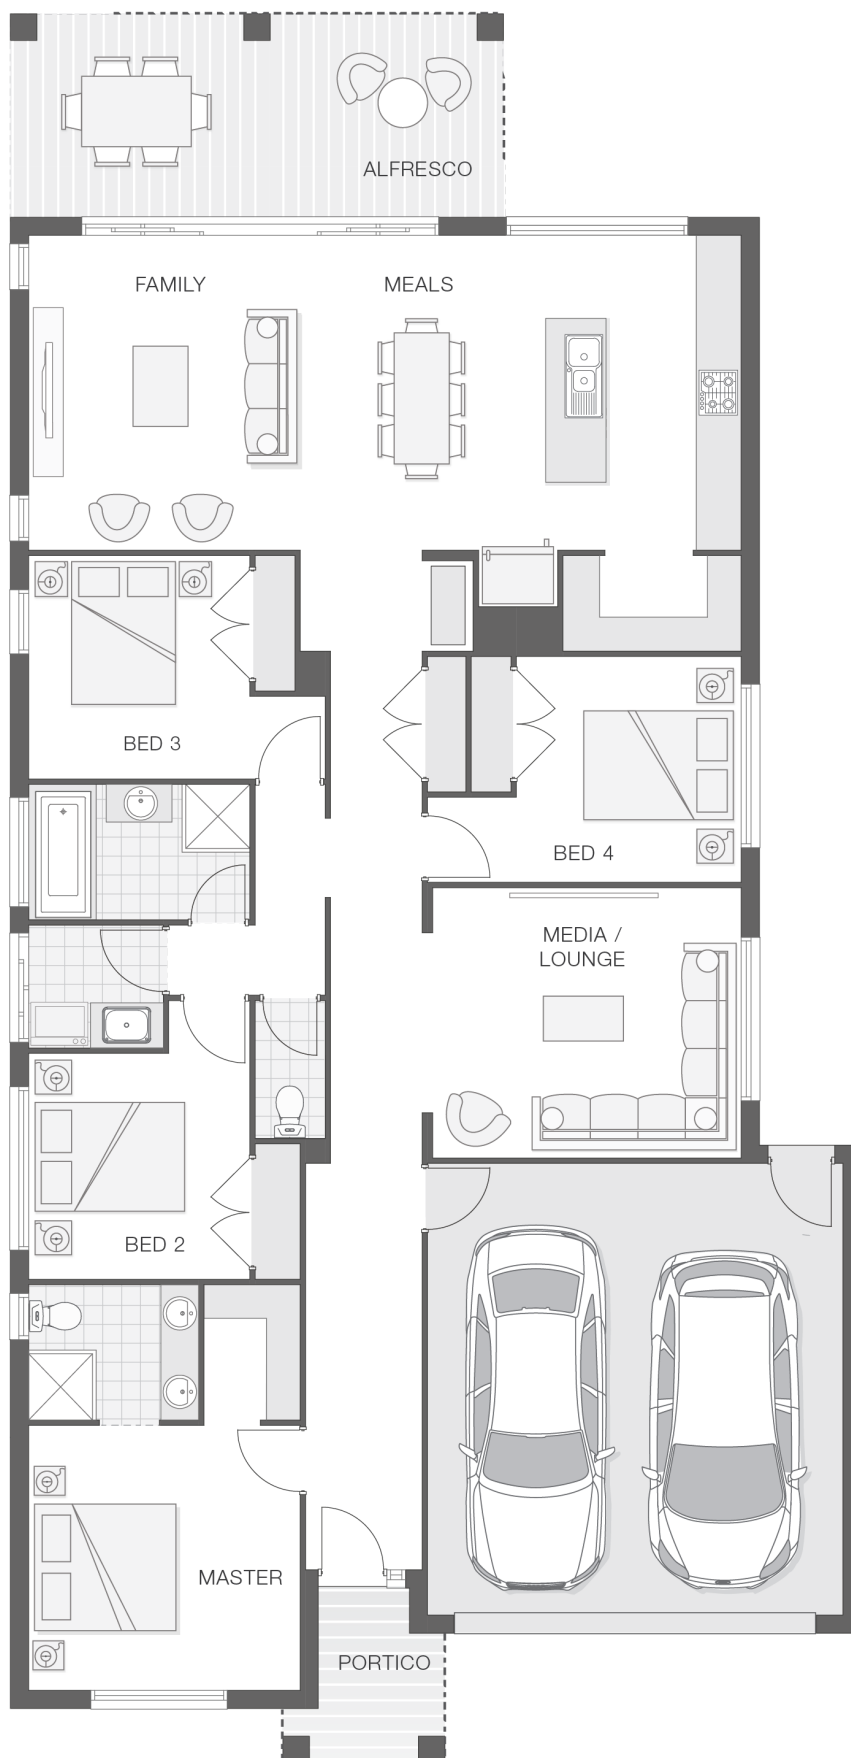 ALFRESCO
FAMILY
MEALS
BED 3
BED 4
MEDIA /
LOUNGE
BED 2
MASTER
PORTICO